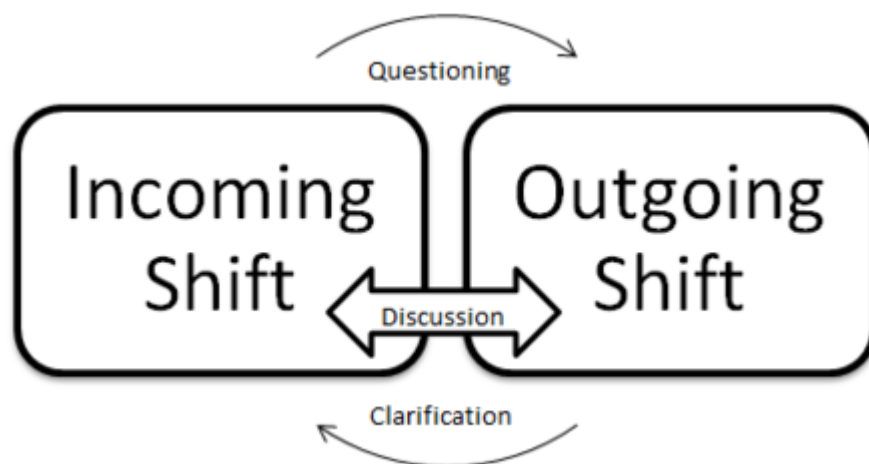 Questioning
Incoming
Shift
Outgoing
Shift
Discussion
Clarification